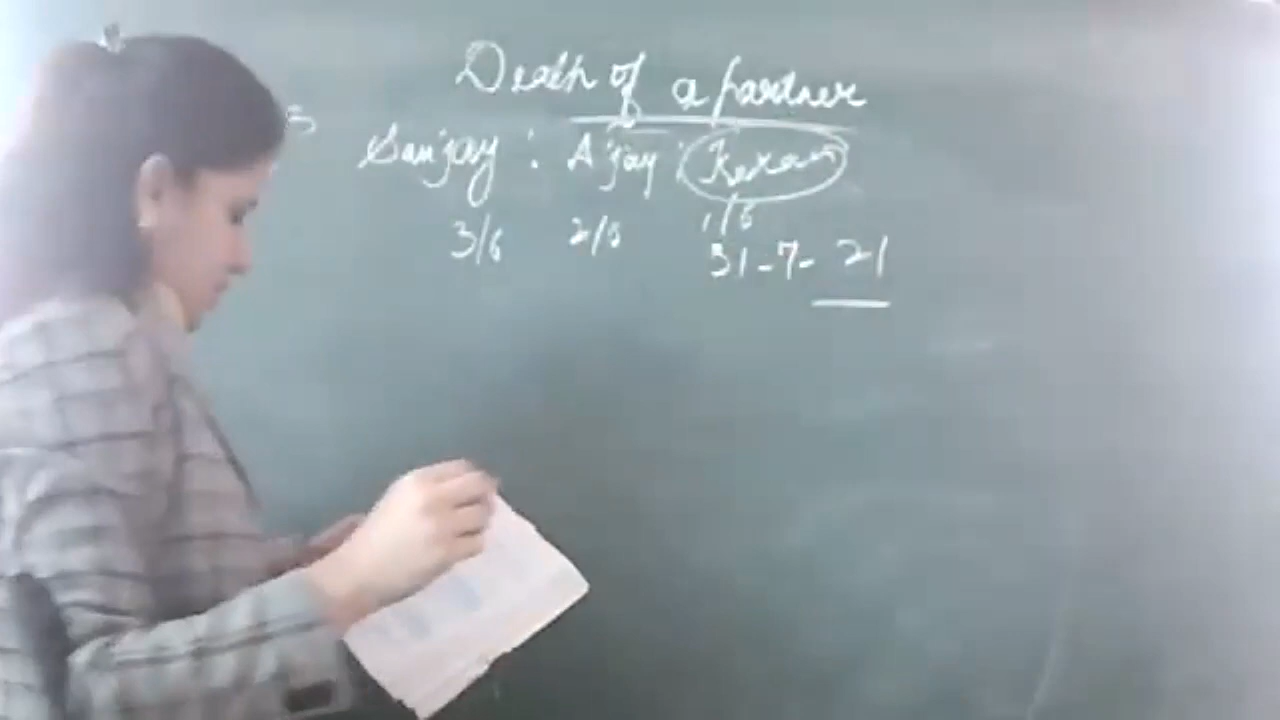 Death of a partner
Sanjay : Ajay : Karan
3/6 2/6 1/6
31-7-21